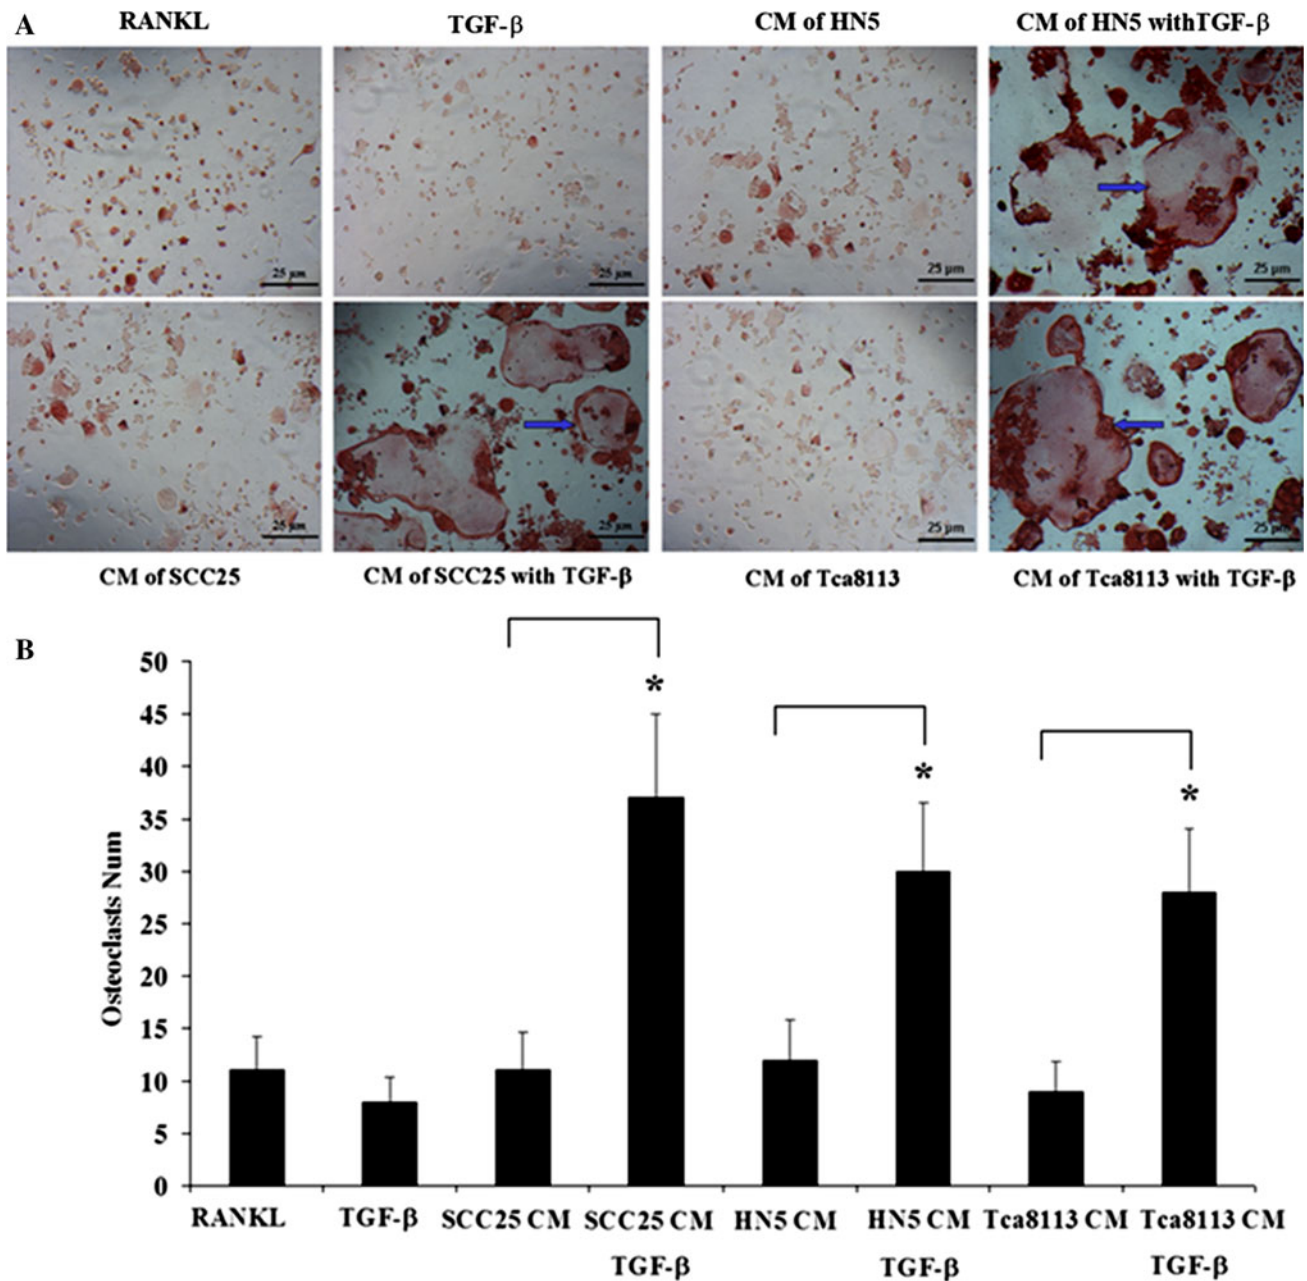 A
RANKL
TGF-β
CM of HN5
CM of HN5 withTGF-β
25 µm
25 µm
25 µm
25 µm
25 µm
25 µm
25 µm
25 µm
CM of SCC25
CM of SCC25 with TGF-β
CM of Tca8113
CM of Tca8113 with TGF-β
B
Osteoclasts Num
50
45
40
35
30
25
20
15
10
5
0
*
*
*
RANKL
TGF-β
SCC25 CM
SCC25 CM
TGF-β
HN5 CM
HN5 CM
TGF-β
Tca8113 CM
Tca8113 CM
TGF-β